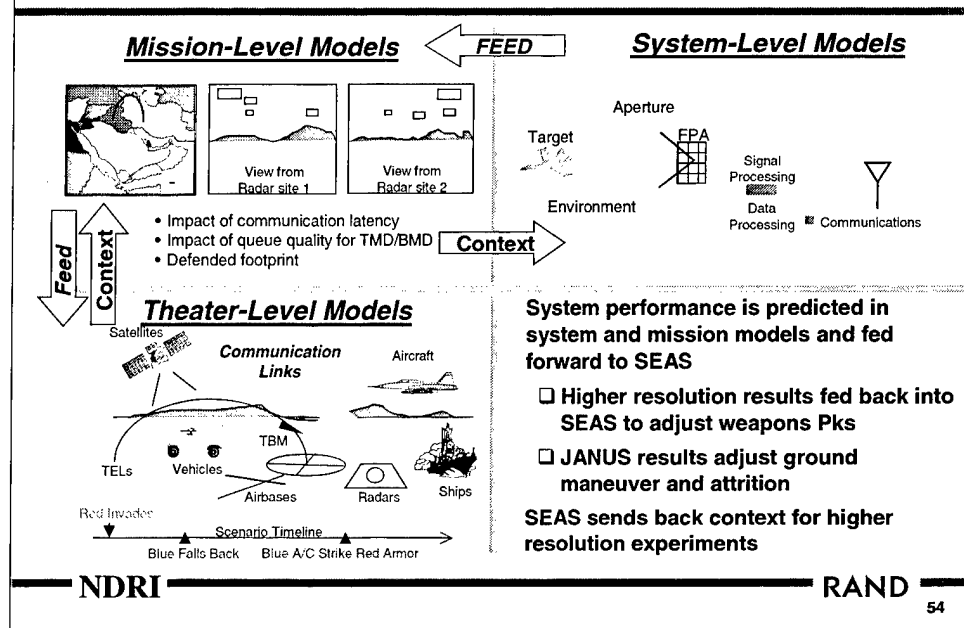 Mission-Level Models
FEED
System-Level Models
View from
Radar site 1
View from
Radar site 2
Aperture
Target
FPA
Signal
Processing
Data
Processing
Communications
Environment
• Impact of communication latency
• Impact of queue quality for TMD/BMD
• Defended footprint
Context
Feed
Context
Theater-Level Models
Satellites
Communication
Links
Aircraft
TBM
TELs
Vehicles
Airbases
Radars
Ships
Red Invades
Scenario Timeline
Blue Falls Back
Blue A/C Strike Red Armor
System performance is predicted in
system and mission models and fed
forward to SEAS
❑ Higher resolution results fed back into
SEAS to adjust weapons Pks
❑ JANUS results adjust ground
maneuver and attrition
SEAS sends back context for higher
resolution experiments
NDRI
RAND
54